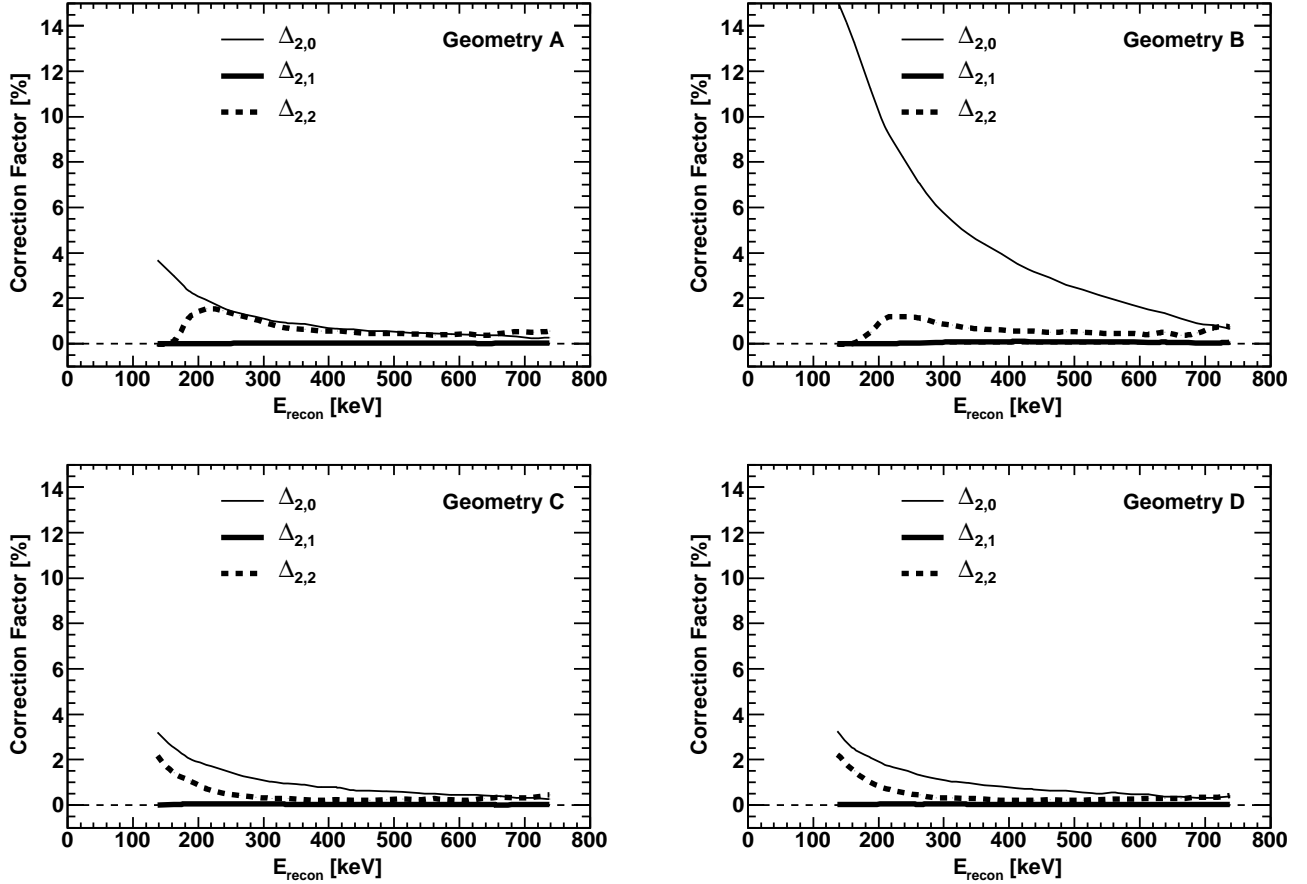 Geometry A
Δ2,0
Δ2,1
Δ2,2
Correction Factor [%]
14
12
10
8
6
4
2
0
0 100 200 300 400 500 600 700 800
Erecon [keV]
Geometry B
Δ2,0
Δ2,1
Δ2,2
Correction Factor [%]
14
12
10
8
6
4
2
0
0 100 200 300 400 500 600 700 800
Erecon [keV]
Geometry C
Δ2,0
Δ2,1
Δ2,2
Correction Factor [%]
14
12
10
8
6
4
2
0
0 100 200 300 400 500 600 700 800
Erecon [keV]
Geometry D
Δ2,0
Δ2,1
Δ2,2
Correction Factor [%]
14
12
10
8
6
4
2
0
0 100 200 300 400 500 600 700 800
Erecon [keV]